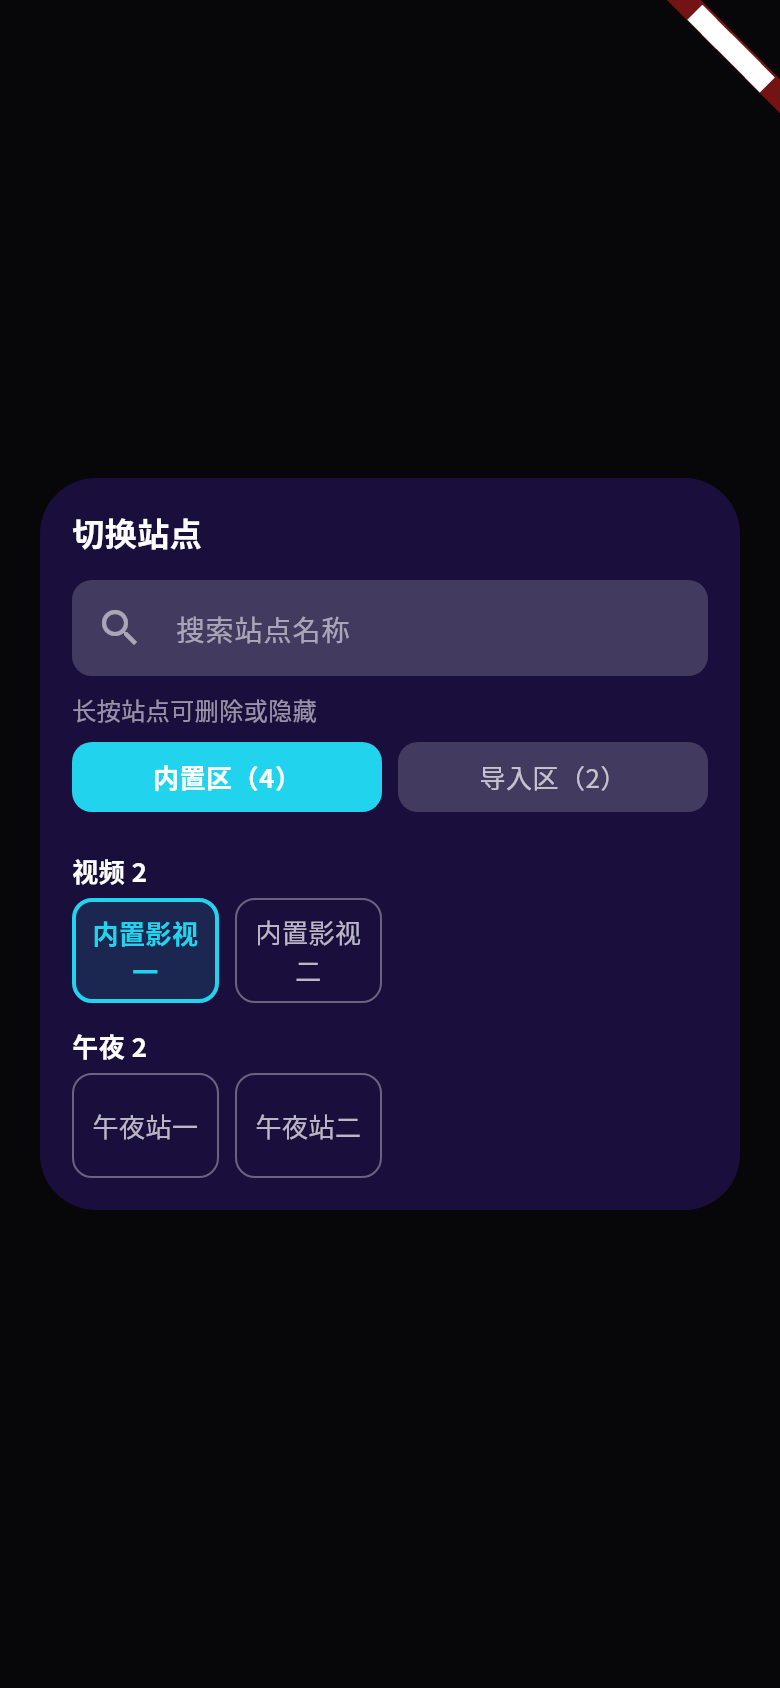 切换站点
搜索站点名称
长按站点可删除或隐藏
内置区（4）
导入区（2）
视频 2
内置影视
一
内置影视
二
午夜 2
午夜站一
午夜站二